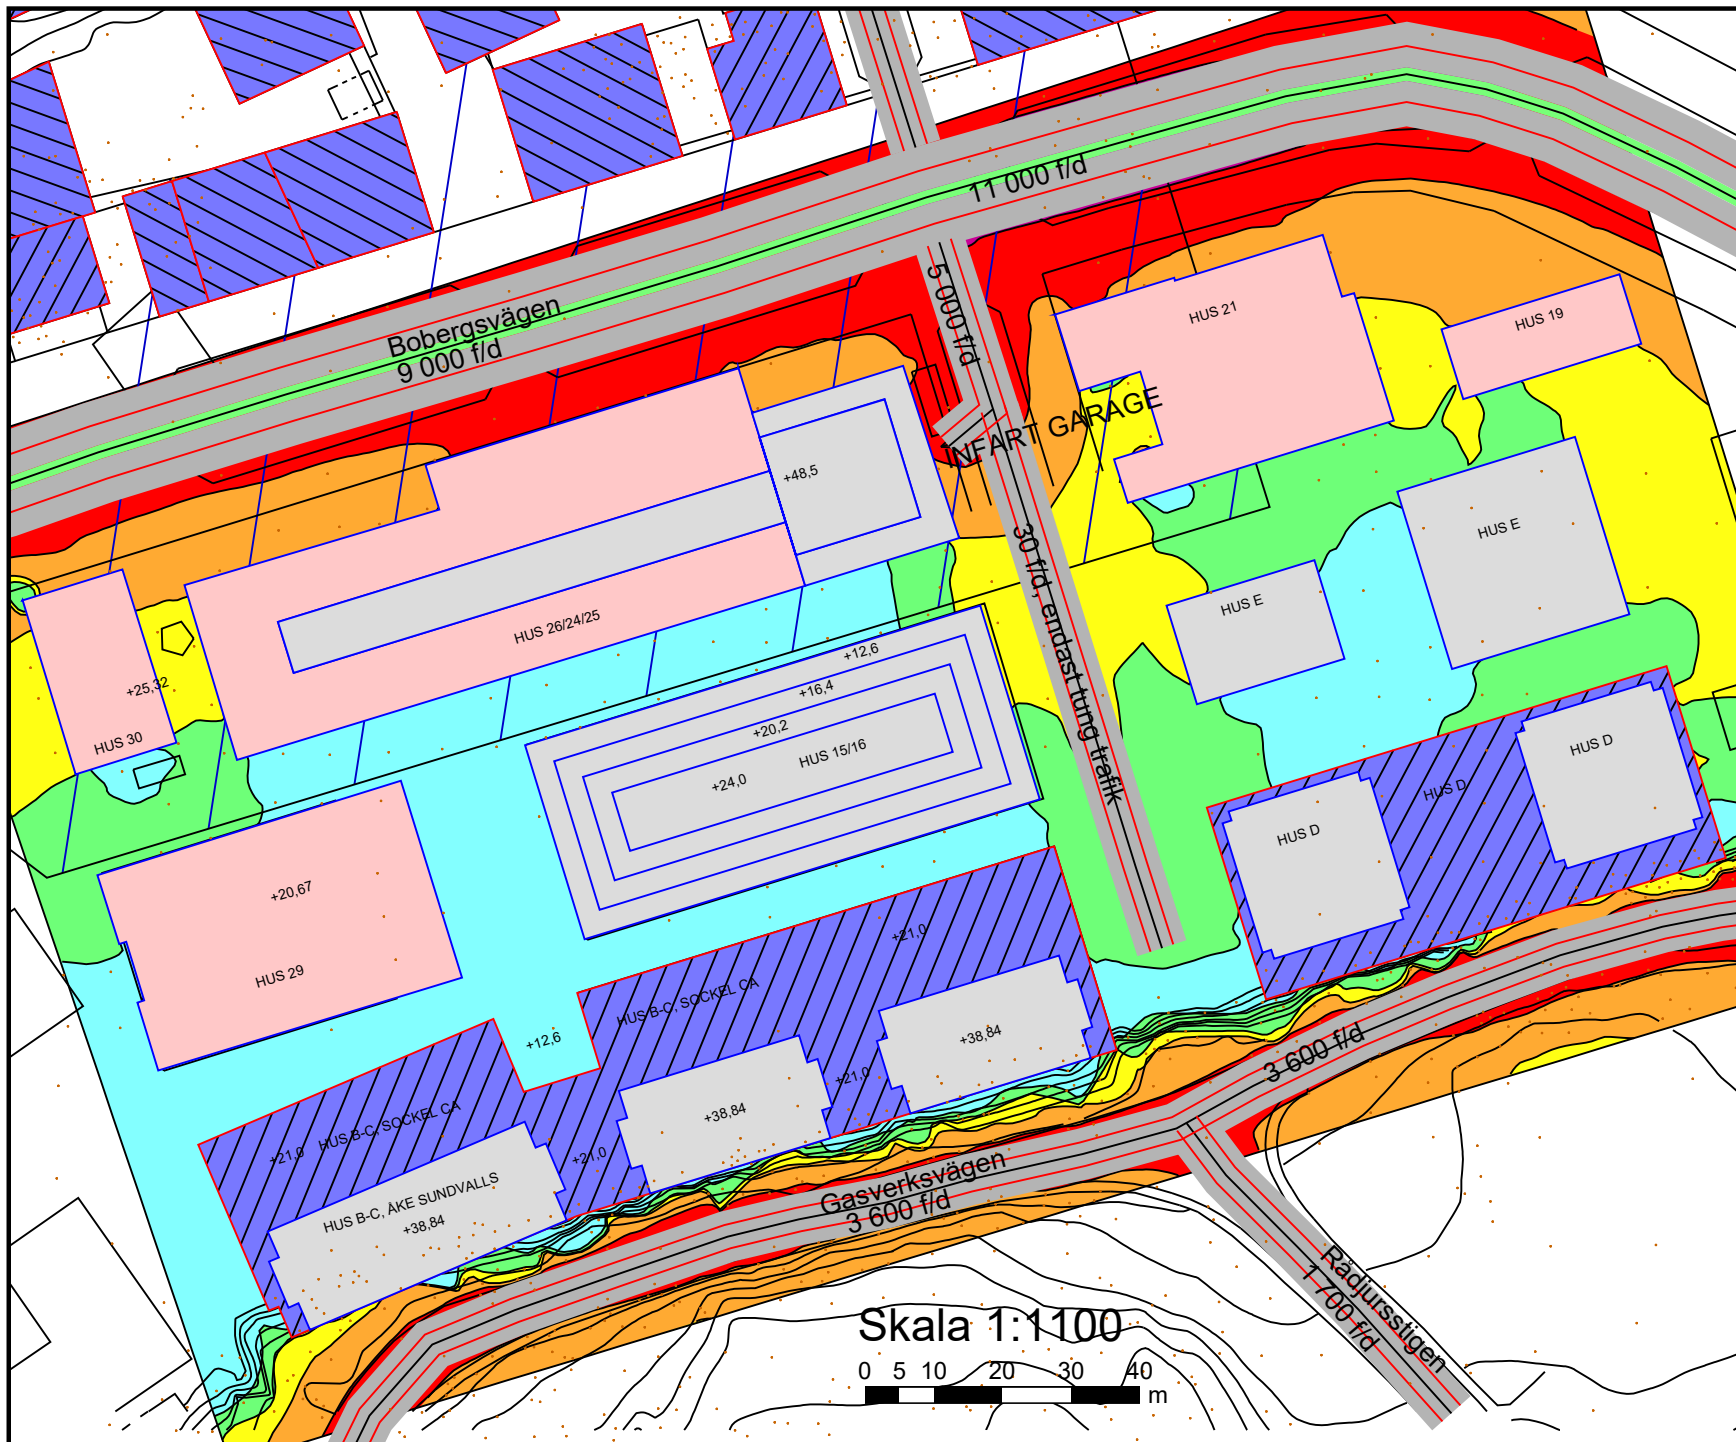 11 000 f/d
Bobergsvägen
9 000 f/d
5 000 f/d
HUS 21
HUS 19
INFART GARAGE
+48,5
HUS E
30 f/d, endast tung trafik
HUS E
HUS 26/24/25
+12,6
+16,4
+25,32
+20,2
HUS 30
HUS 15/16
+24,0
HUS D
HUS D
HUS D
+20,67
+21,0
HUS 29
HUS B-C, SOCKEL CA
+12,6
+38,84
3 600 f/d
+21,0
+38,84
HUS B-C, SOCKEL CA
+21,0
+21,0
Gasverksvägen
3 600 f/d
HUS B-C, ÅKE SUNDVALLS
+38,84
Rådjursstigen
1 700 f/d
Skala 1:1100
0 5 10 20 30 40
m